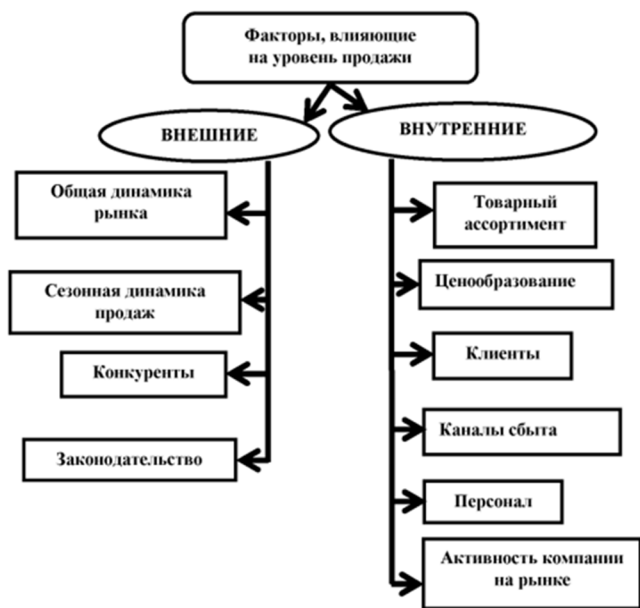 Факторы, влияющие
на уровень продажи
ВНЕШНИЕ
Общая динамика
рынка
Сезонная динамика
продаж
Конкуренты
Законодательство
ВНУТРЕННИЕ
Товарный
ассортимент
Ценообразование
Клиенты
Каналы сбыта
Персонал
Активность компании
на рынке